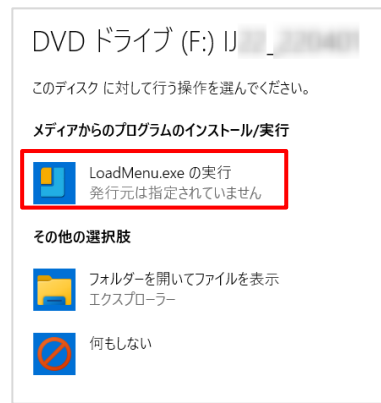 DVD ドライブ (F:) IJ
このディスク に対して行う操作を選んでください。
メディアからのプログラムのインストール/実行
LoadMenu.exe の実行
発行元は指定されていません
その他の選択肢
フォルダーを開いてファイルを表示
エクスプローラー
何もしない